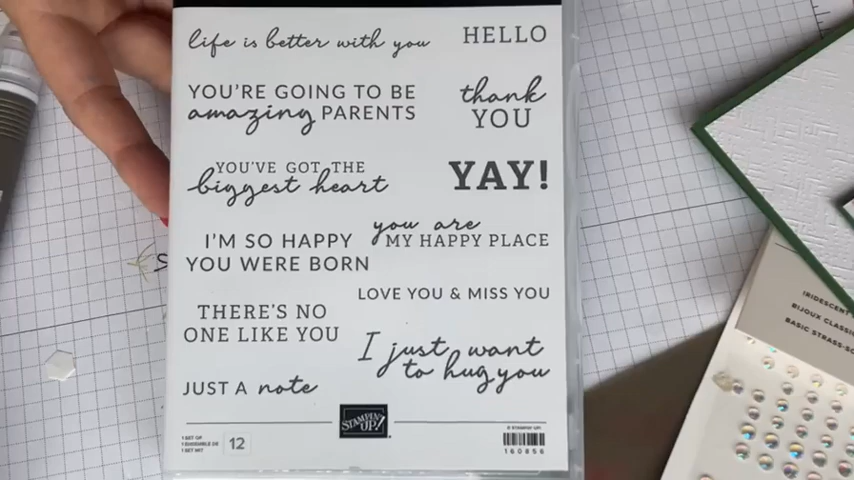 life is better with you
HELLO
YOU'RE GOING TO BE
amazing PARENTS
thank
YOU
YOU'VE GOT THE
biggest heart
YAY!
you are
MY HAPPY PLACE
I'M SO HAPPY
YOU WERE BORN
LOVE YOU & MISS YOU
THERE'S NO
ONE LIKE YOU
I just want
to hug you
JUST A note
STAMPIN'
UP!
12
© STAMPIN' UP!
160856
IRIDESCENT
BIJOUX CLASSI
BASIC STRASS-SC